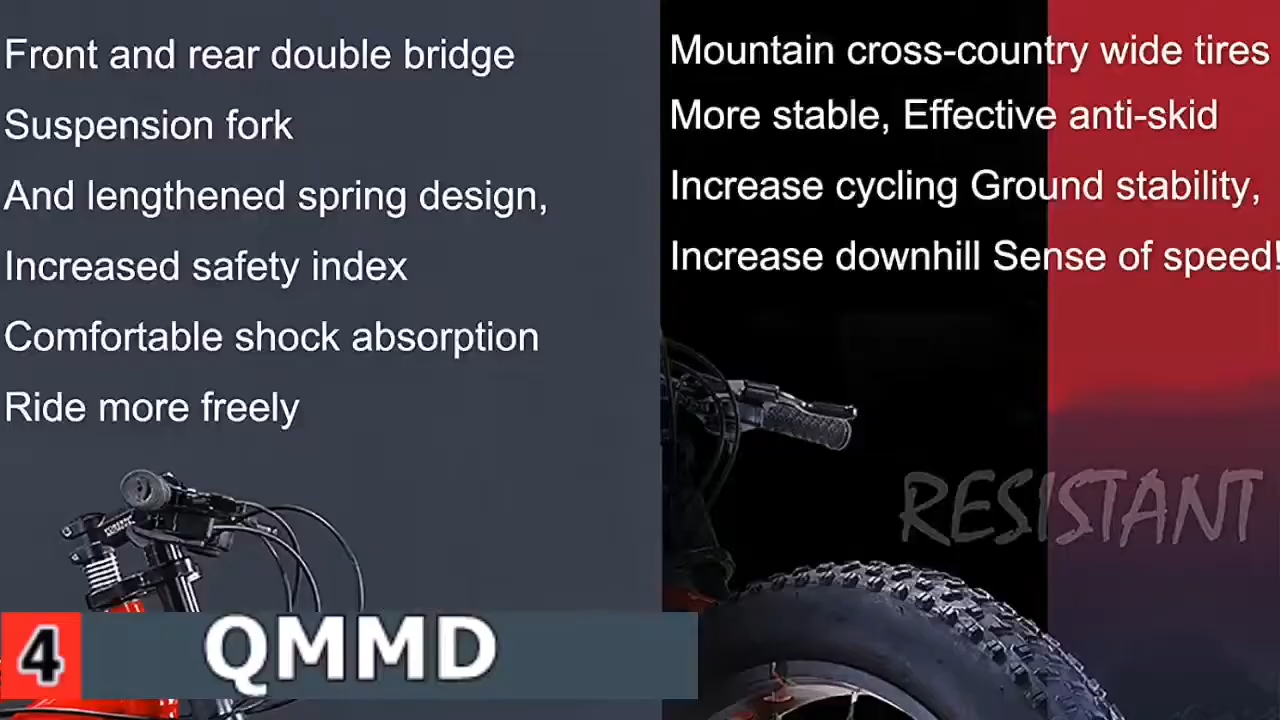 Front and rear double bridge
Suspension fork
And lengthened spring design,
Increased safety index
Comfortable shock absorption
Ride more freely
Mountain cross-country wide tires
More stable, Effective anti-skid
Increase cycling Ground stability,
Increase downhill Sense of speed!
RESISTANT
4 QMMD